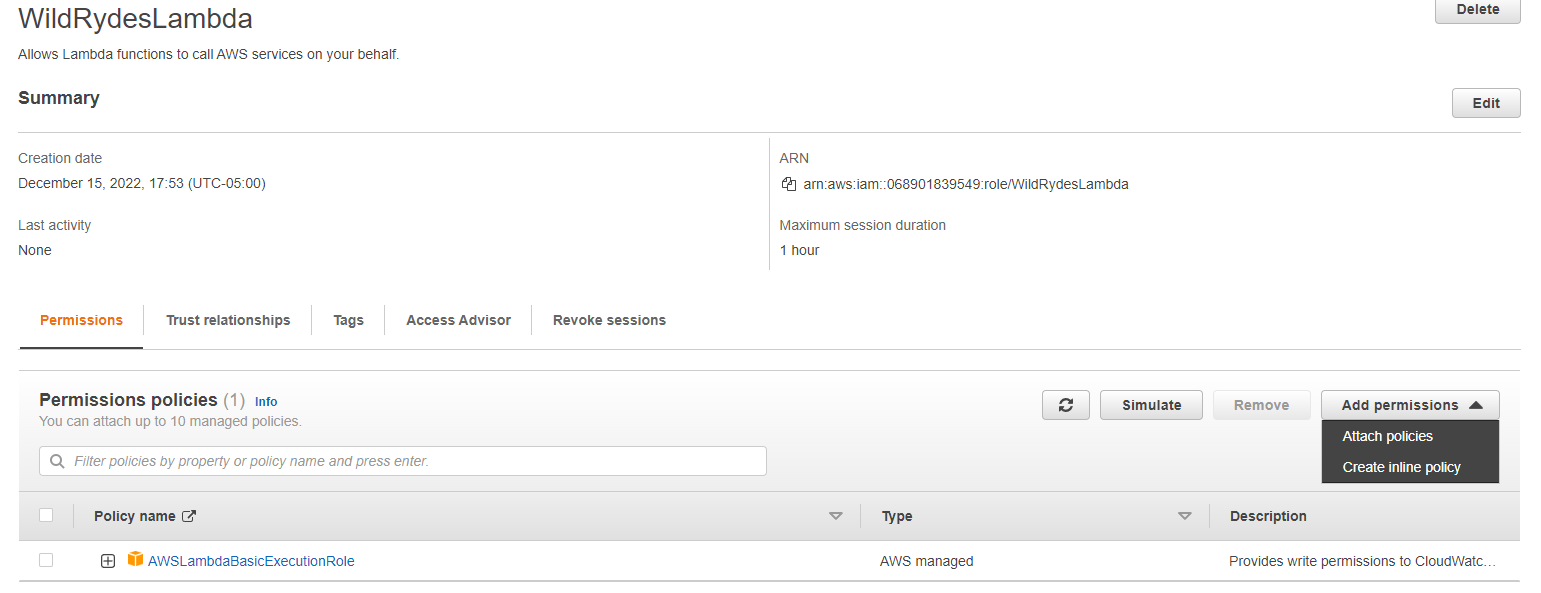 WildRydesLambda
Delete
Allows Lambda functions to call AWS services on your behalf.
Summary
Edit
Creation date
December 15, 2022, 17:53 (UTC-05:00)
ARN
arn:aws:iam::068901839549:role/WildRydesLambda
Last activity
None
Maximum session duration
1 hour
Permissions
Trust relationships
Tags
Access Advisor
Revoke sessions
Permissions policies (1) Info
You can attach up to 10 managed policies.
Simulate
Remove
Add permissions
Attach policies
Create inline policy
Filter policies by property or policy name and press enter.
Policy name
Type
Description
AWSLambdaBasicExecutionRole
AWS managed
Provides write permissions to CloudWatc…